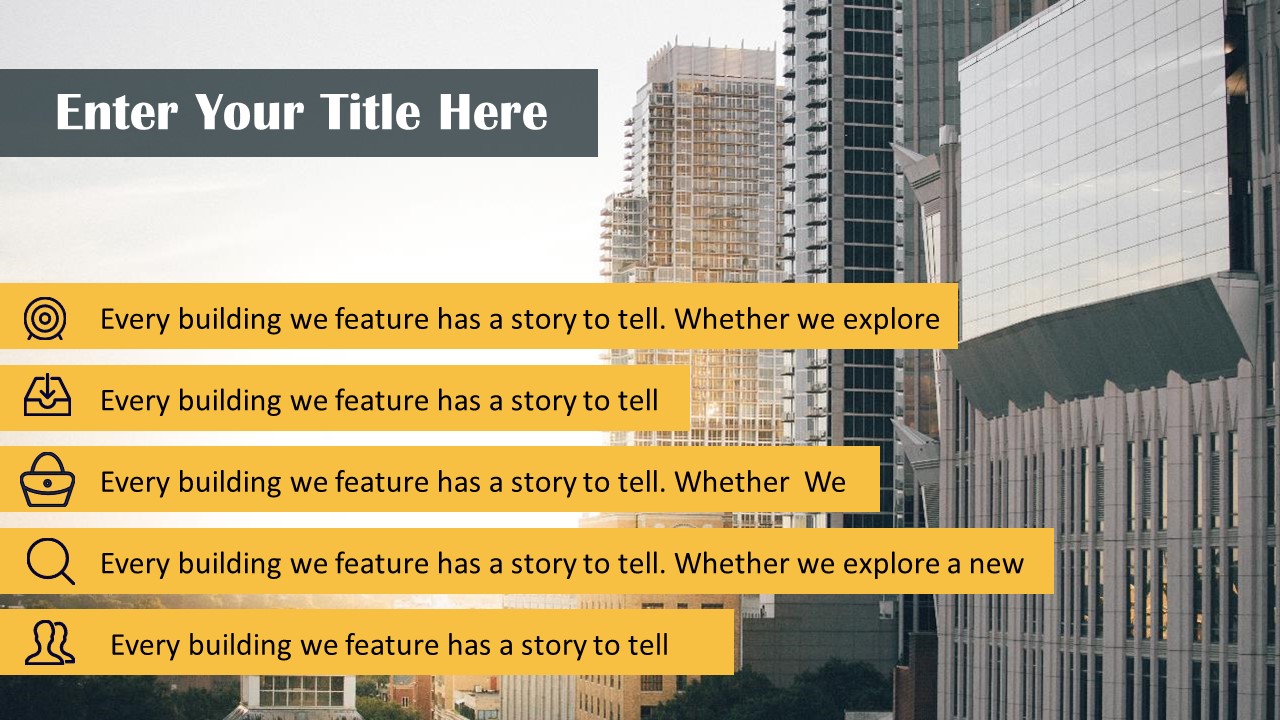 Enter Your Title Here
Every building we feature has a story to tell. Whether we explore
Every building we feature has a story to tell
Every building we feature has a story to tell. Whether  We
Every building we feature has a story to tell. Whether we explore a new
Every building we feature has a story to tell